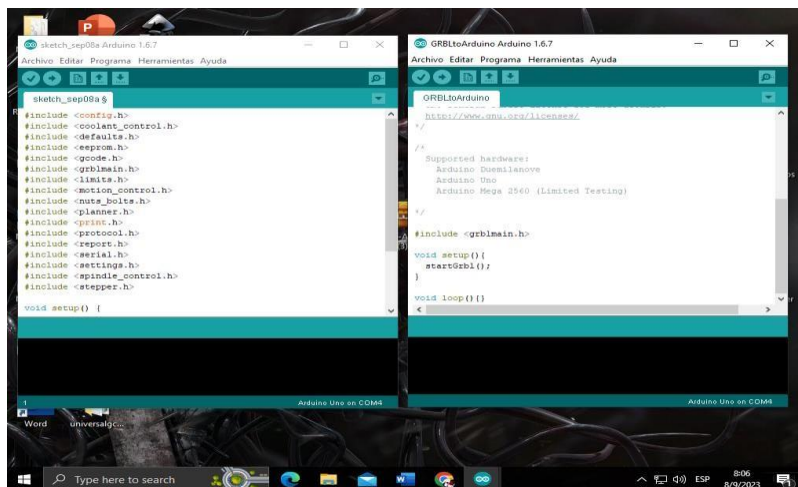 sketch_sep08a Arduino 1.6.7
Archivo Editar Programa Herramientas Ayuda
sketch_sep08a §
#include <config.h>
#include <coolant_control.h>
#include <defaults.h>
#include <eeprom.h>
#include <gcode.h>
#include <grblmain.h>
#include <limits.h>
#include <motion_control.h>
#include <nuts_bolts.h>
#include <planner.h>
#include <print.h>
#include <protocol.h>
#include <report.h>
#include <serial.h>
#include <settings.h>
#include <spindle_control.h>
#include <stepper.h>
void setup() {
1
Arduino Uno on COM4
GRBLtoArduino Arduino 1.6.7
Archivo Editar Programa Herramientas Ayuda
GRBLtoArduino
http://www.gnu.org/licenses/
*/
/*
Supported hardware:
Arduino Duemilanove
Arduino Uno
Arduino Mega 2560 (Limited Testing)
*/
#include <grblmain.h>
void setup(){
startGrbl();
}
void loop(){}
Arduino Uno on COM4
Word
universalgc...
Type here to search
ESP
8:06
8/9/2023